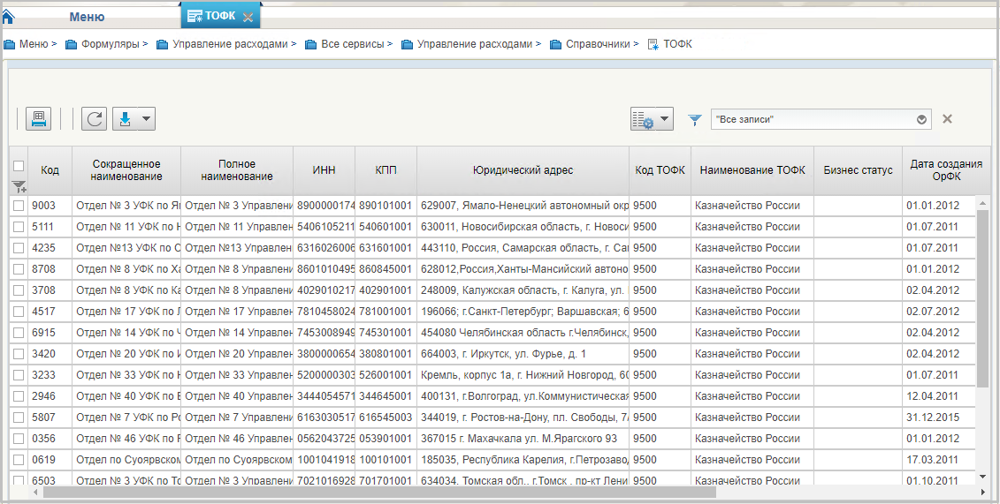 Меню ТОФК
Меню > Формуляры > Управление расходами > Все сервисы > Управление расходами > Справочники > ТОФК
"Все записи"
Код Сокращенное наименование Полное наименование ИНН КПП Юридический адрес Код ТОФК Наименование ТОФК Бизнес статус Дата создания ОрФК
9003 Отдел № 3 УФК по Яг Отдел № 3 Управлени 8900000174 890101001 629007, Ямало-Ненецкий автономный окр 9500 Казначейство России 01.01.2012
5111 Отдел № 11 УФК по Н Отдел № 11 Управлен 5406105211 540601001 630011, Новосибирская область, г. Новоси 9500 Казначейство России 01.07.2011
4235 Отдел №13 УФК по С Отдел №13 Управлени 6316026006 631601001 443110, Россия, Самарская область, г. Са 9500 Казначейство России 01.07.2011
8708 Отдел № 8 УФК по Ха Отдел № 8 Управлени 8601010495 860845001 628012,Россия,Ханты-Мансийский автоно 9500 Казначейство России 01.01.2012
3708 Отдел № 8 УФК по Ка Отдел № 8 Управлени 4029010217 402901001 248009, Калужская область, г. Калуга, ул. 9500 Казначейство России 02.04.2012
4517 Отдел № 17 УФК по Л Отдел № 17 Управлен 7810458024 781001001 196066; г.Санкт-Петербург; Варшавская; 6 9500 Казначейство России 02.07.2012
6915 Отдел № 14 УФК по Ч Отдел № 14 Управлен 7453008949 745301001 454080 Челябинская область г.Челябинск, 9500 Казначейство России 02.04.2012
3420 Отдел № 20 УФК по И Отдел № 20 Управлен 3800000654 380801001 664003, г. Иркутск, ул. Фурье, д. 1 9500 Казначейство России 02.04.2012
3233 Отдел № 33 УФК по Н Отдел № 33 Управлен 5200000303 526001001 Кремль, корпус 1а, г. Нижний Новгород, 60 9500 Казначейство России 01.07.2011
2946 Отдел № 40 УФК по В Отдел № 40 Управлен 3444054571 344645001 400131, г.Волгоград, ул.Коммунистическая 9500 Казначейство России 12.04.2011
5807 Отдел № 7 УФК по Ро Отдел № 7 Управлени 6163030517 616545003 344019, г. Ростов-на-Дону, пл. Свободы, 7/ 9500 Казначейство России 31.12.2015
0356 Отдел № 46 УФК по Р Отдел № 46 Управлен 0562043725 053901001 367015 г. Махачкала ул. М.Ярагского 93 9500 Казначейство России 01.01.2012
0619 Отдел по Суоярвском Отдел по Суоярвском 1001041918 100101001 185035, Республика Карелия, г.Петрозавод 9500 Казначейство России 17.03.2011
6503 Отдел № 3 УФК по То Отдел № 3 Управлени 7021016928 701701001 634034, Томская обл., г.Томск , пр-кт Лени 9500 Казначейство России 01.10.2011